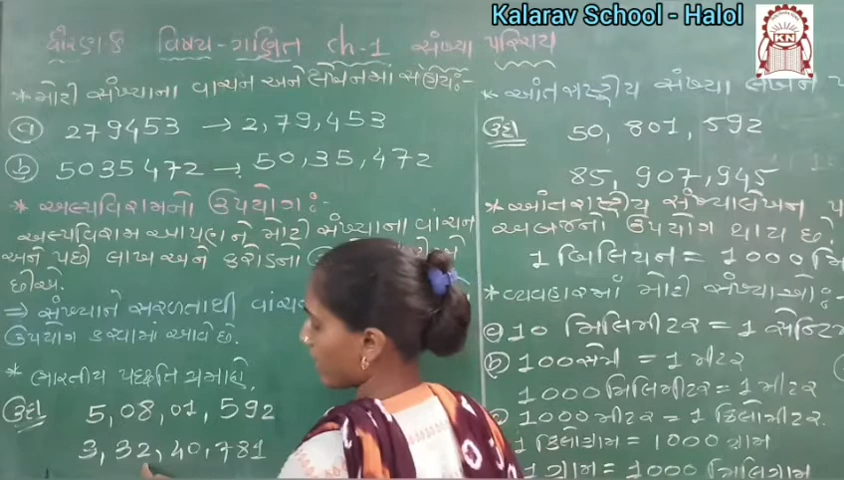 Kalarav School - Halol
KN
ધોરણ-6 વિષય-ગણિત ch-1 સંખ્યા પરિચય
* મોટી સંખ્યાના વાચન અને લેખનમાં સહાય:-
a 279453 → 2,79,453
b 5035472 → 50,35,472
* અલ્પવિરામનો ઉપયોગ:-
અલ્પવિરામ આપણને મોટી સંખ્યાના વાંચન
અને પછી લાખ અને કરોડનો
છીએ.
⇒ સંખ્યાને સરળતાથી
ઉપયોગ કરવામાં આવે છે.
* ભારતીય પદ્ધતિ પ્રમાણે
ઉદા 5,08,01,592
3,32,40,781
* આંતરરાષ્ટ્રીય સંખ્યા લેખન
ઉદા 50,801,592
85,907,945
* આંતરરાષ્ટ્રીય સંખ્યાલેખન
અબજનો ઉપયોગ થાય છે.
1 બિલિયન = 1000
* વ્યવહારમાં મોટી સંખ્યાઓ:-
a 10 મિલિમીટર = 1
b 100સેમી = 1 મીટર
1000 મિલિમીટર = 1 મીટર
1000મીટર = 1 કિલોમીટર.
1 કિલોગ્રામ = 1000 ગ્રામ
1 ગ્રામ = 1000 મિલિગ્રામ